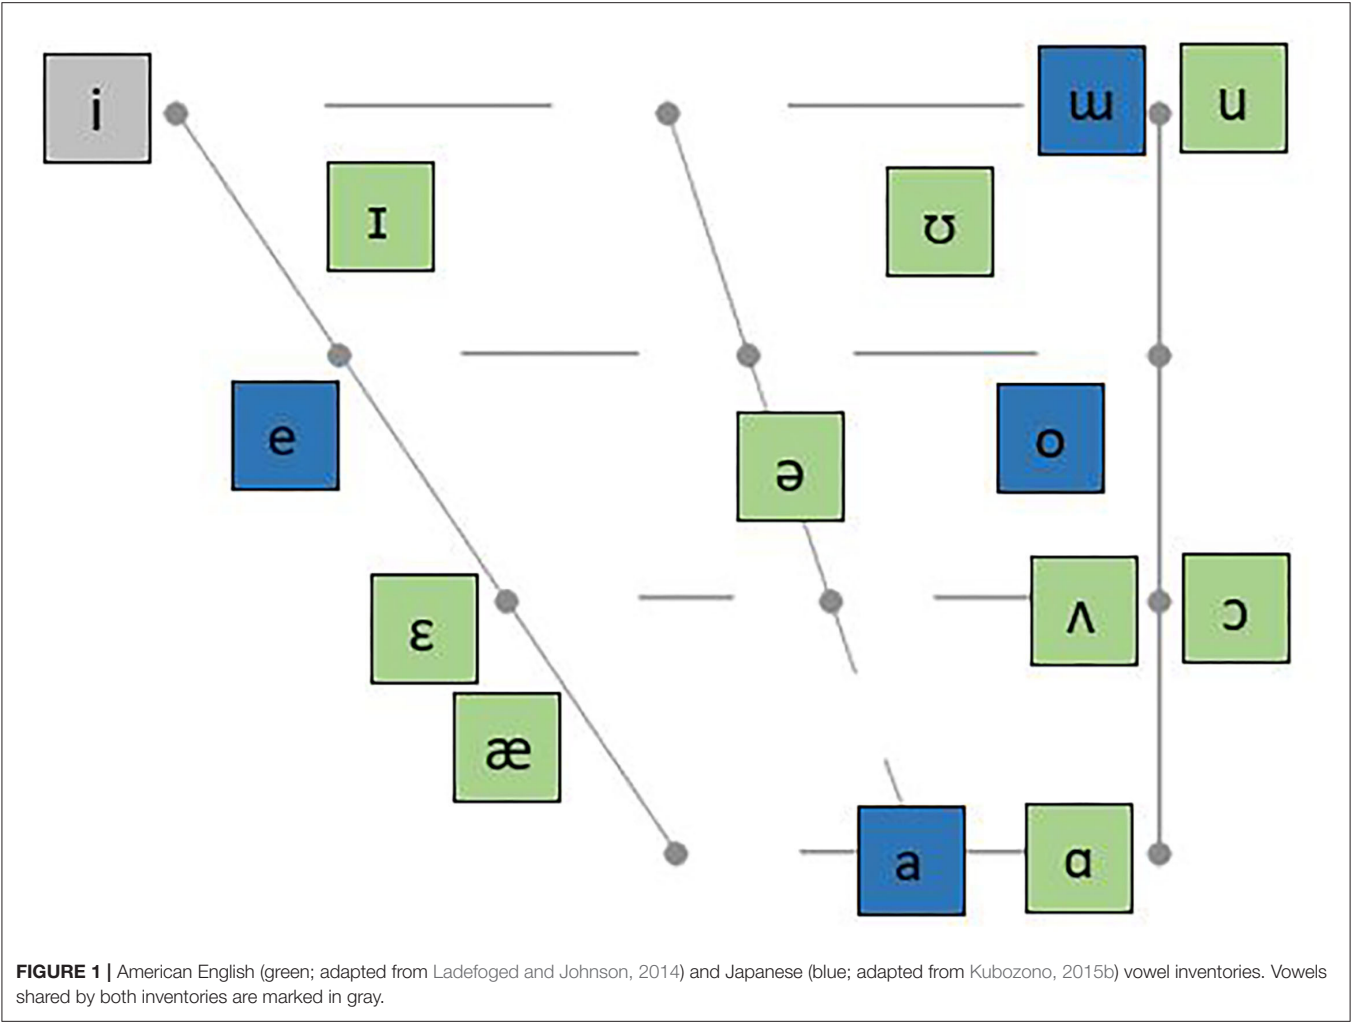 i
ɯ
u
ɪ
ʊ
e
ə
o
ɛ
ʌ
ɔ
æ
a
ɑ
FIGURE 1 | American English (green; adapted from Ladefoged and Johnson, 2014) and Japanese (blue; adapted from Kubozono, 2015b) vowel inventories. Vowels
shared by both inventories are marked in gray.